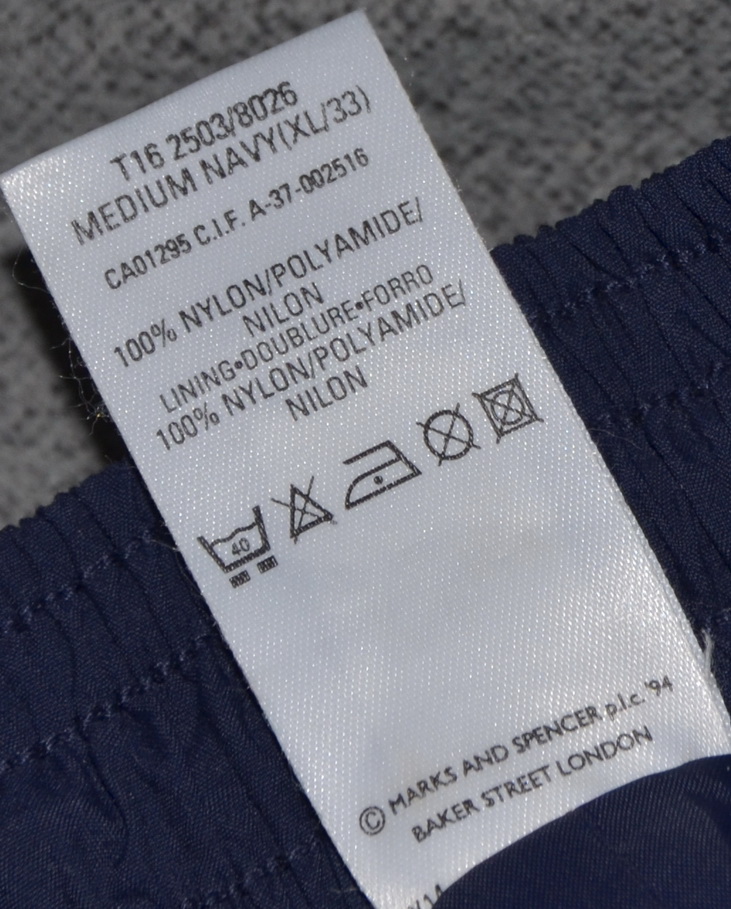 T16 2503/8026
MEDIUM NAVY(XL/33)
CA01295 C.I.F. A-37-002516
100% NYLON/POLYAMIDE/
NILON
LINING•DOUBLURE•FORRO
100% NYLON/POLYAMIDE/
NILON
40
© MARKS AND SPENCER p.l.c. '94
BAKER STREET LONDON